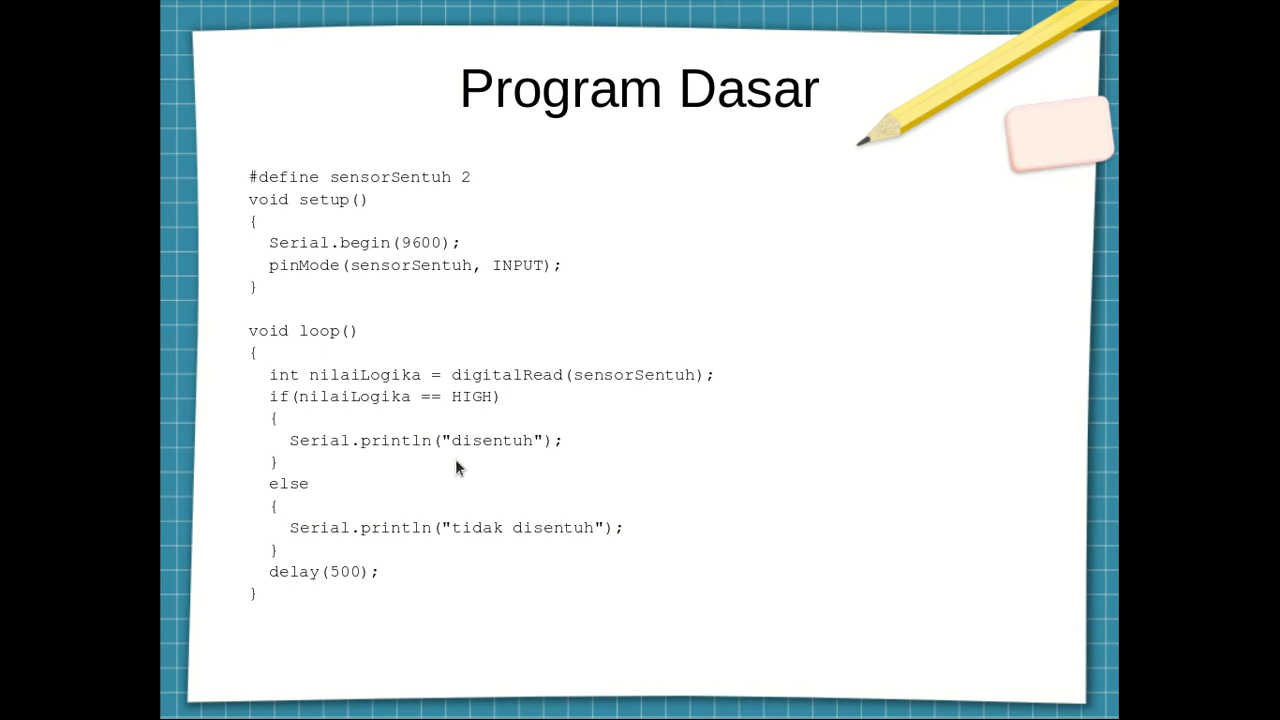 Program Dasar
#define sensorSentuh 2
void setup()
{
  Serial.begin(9600);
  pinMode(sensorSentuh, INPUT);
}

void loop()
{
  int nilaiLogika = digitalRead(sensorSentuh);
  if(nilaiLogika == HIGH)
  {
    Serial.println("disentuh");
  }
  else
  {
    Serial.println("tidak disentuh");
  }
  delay(500);
}